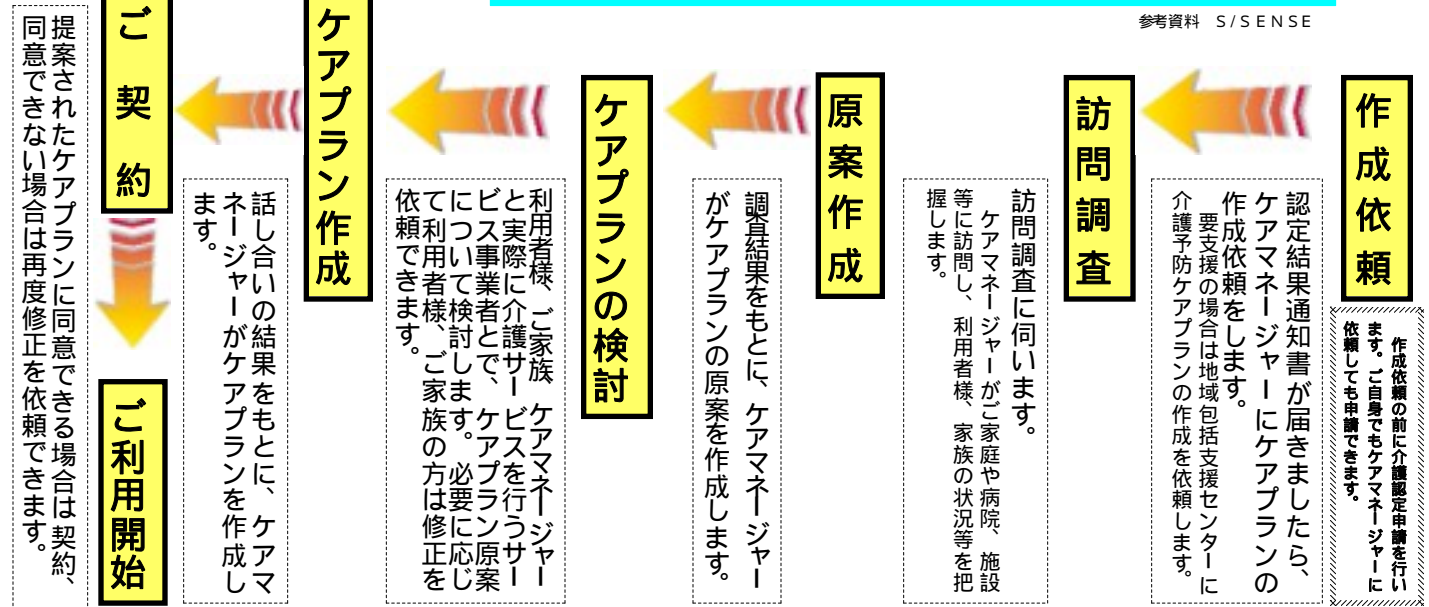 参考資料 S/SENSE
作成依頼
作成依頼の前に介護認定申請を行い
ます。ご自身でもケアマネージャーに
依頼しても申請できます。
認定結果通知書が届きましたら、
ケアマネージャーにケアプランの
作成依頼をします。
要支援の場合は地域包括支援センターに
介護予防ケアプランの作成を依頼します。
訪問調査
訪問調査に伺います。
ケアマネージャーがご家庭や病院、施設
等に訪問し、利用者様、家族の状況等を把
握します。
原案作成
調査結果をもとに、ケアマネージャー
がケアプランの原案を作成します。
ケアプランの検討
利用者様、ご家族、ケアマネージャー
と実際に介護サービスを行うサー
ビス事業者とで、ケアプラン原案
について検討します。必要に応じ
て利用者様、ご家族の方は修正を
依頼できます。
ケアプラン作成
話し合いの結果をもとに、ケアマ
ネージャーがケアプランを作成し
ます。
ご契約
提案されたケアプランに同意できる場合は契約、
同意できない場合は再度修正を依頼できます。
ご利用開始